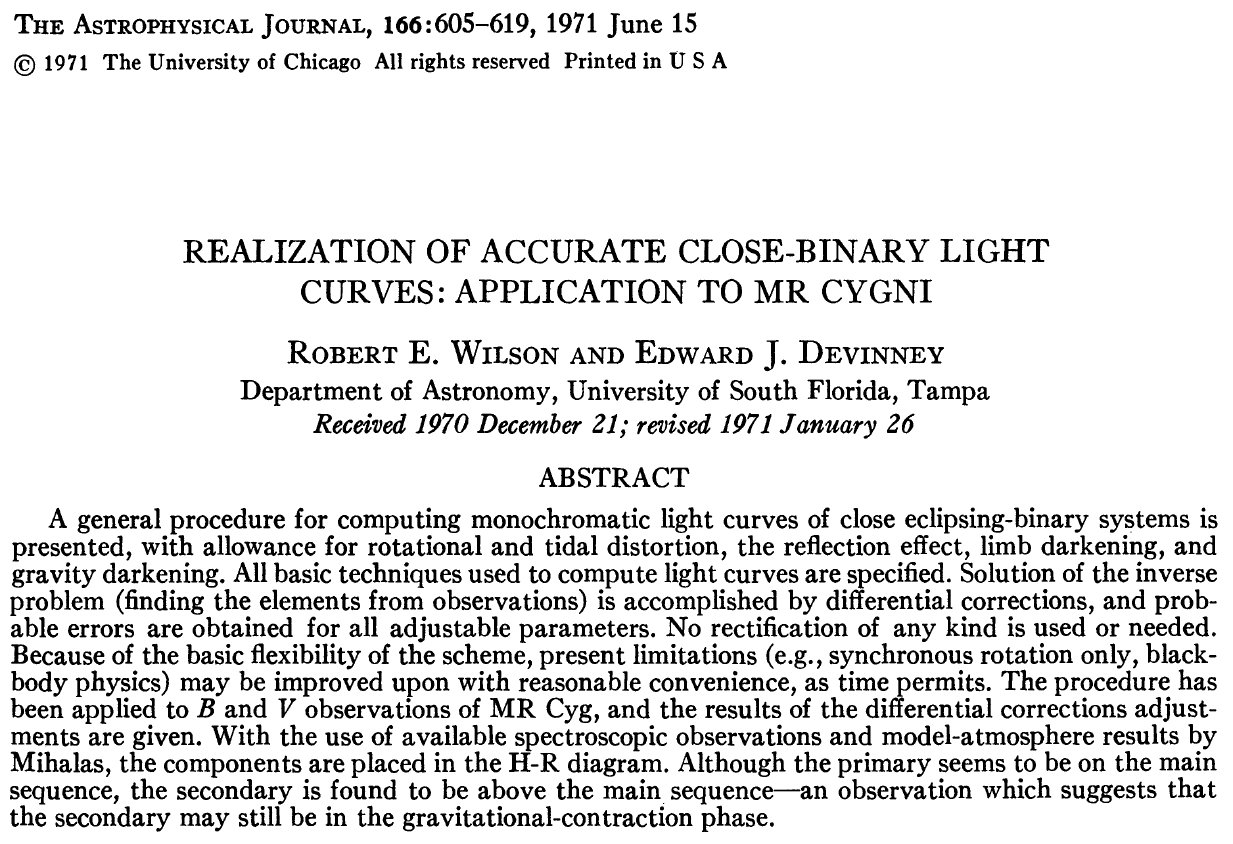 THE ASTROPHYSICAL JOURNAL, 166:605–619, 1971 June 15
© 1971 The University of Chicago All rights reserved Printed in U S A
REALIZATION OF ACCURATE CLOSE-BINARY LIGHT
CURVES: APPLICATION TO MR CYGNI
ROBERT E. WILSON AND EDWARD J. DEVINNEY
Department of Astronomy, University of South Florida, Tampa
Received 1970 December 21; revised 1971 January 26
ABSTRACT
A general procedure for computing monochromatic light curves of close eclipsing-binary systems is
presented, with allowance for rotational and tidal distortion, the reflection effect, limb darkening, and
gravity darkening. All basic techniques used to compute light curves are specified. Solution of the inverse
problem (finding the elements from observations) is accomplished by differential corrections, and prob-
able errors are obtained for all adjustable parameters. No rectification of any kind is used or needed.
Because of the basic flexibility of the scheme, present limitations (e.g., synchronous rotation only, black-
body physics) may be improved upon with reasonable convenience, as time permits. The procedure has
been applied to B and V observations of MR Cyg, and the results of the differential corrections adjust-
ments are given. With the use of available spectroscopic observations and model-atmosphere results by
Mihalas, the components are placed in the H-R diagram. Although the primary seems to be on the main
sequence, the secondary is found to be above the main sequence—an observation which suggests that
the secondary may still be in the gravitational-contraction phase.